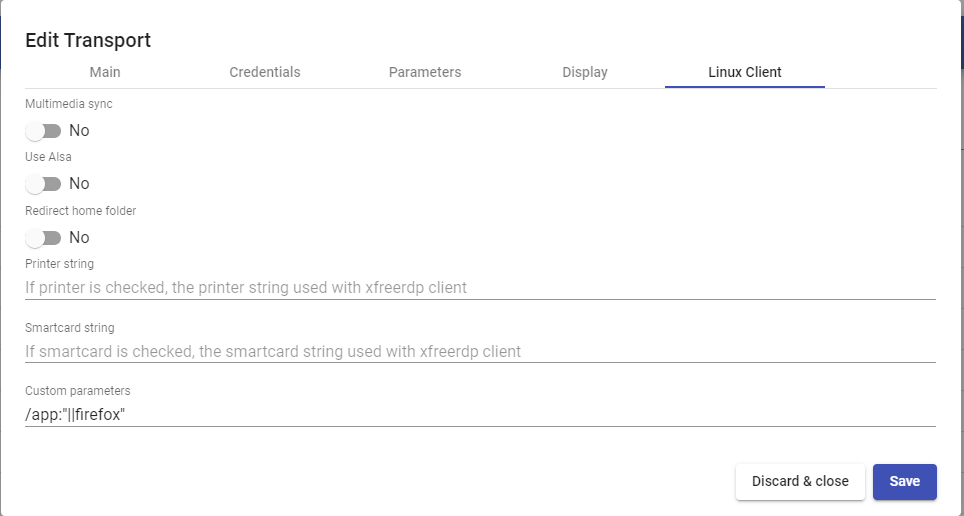 Edit Transport
Main Credentials Parameters Display Linux Client
Multimedia sync
No
Use Alsa
No
Redirect home folder
No
Printer string
If printer is checked, the printer string used with xfreerdp client
Smartcard string
If smartcard is checked, the smartcard string used with xfreerdp client
Custom parameters
/app:"||firefox"
Discard & close Save